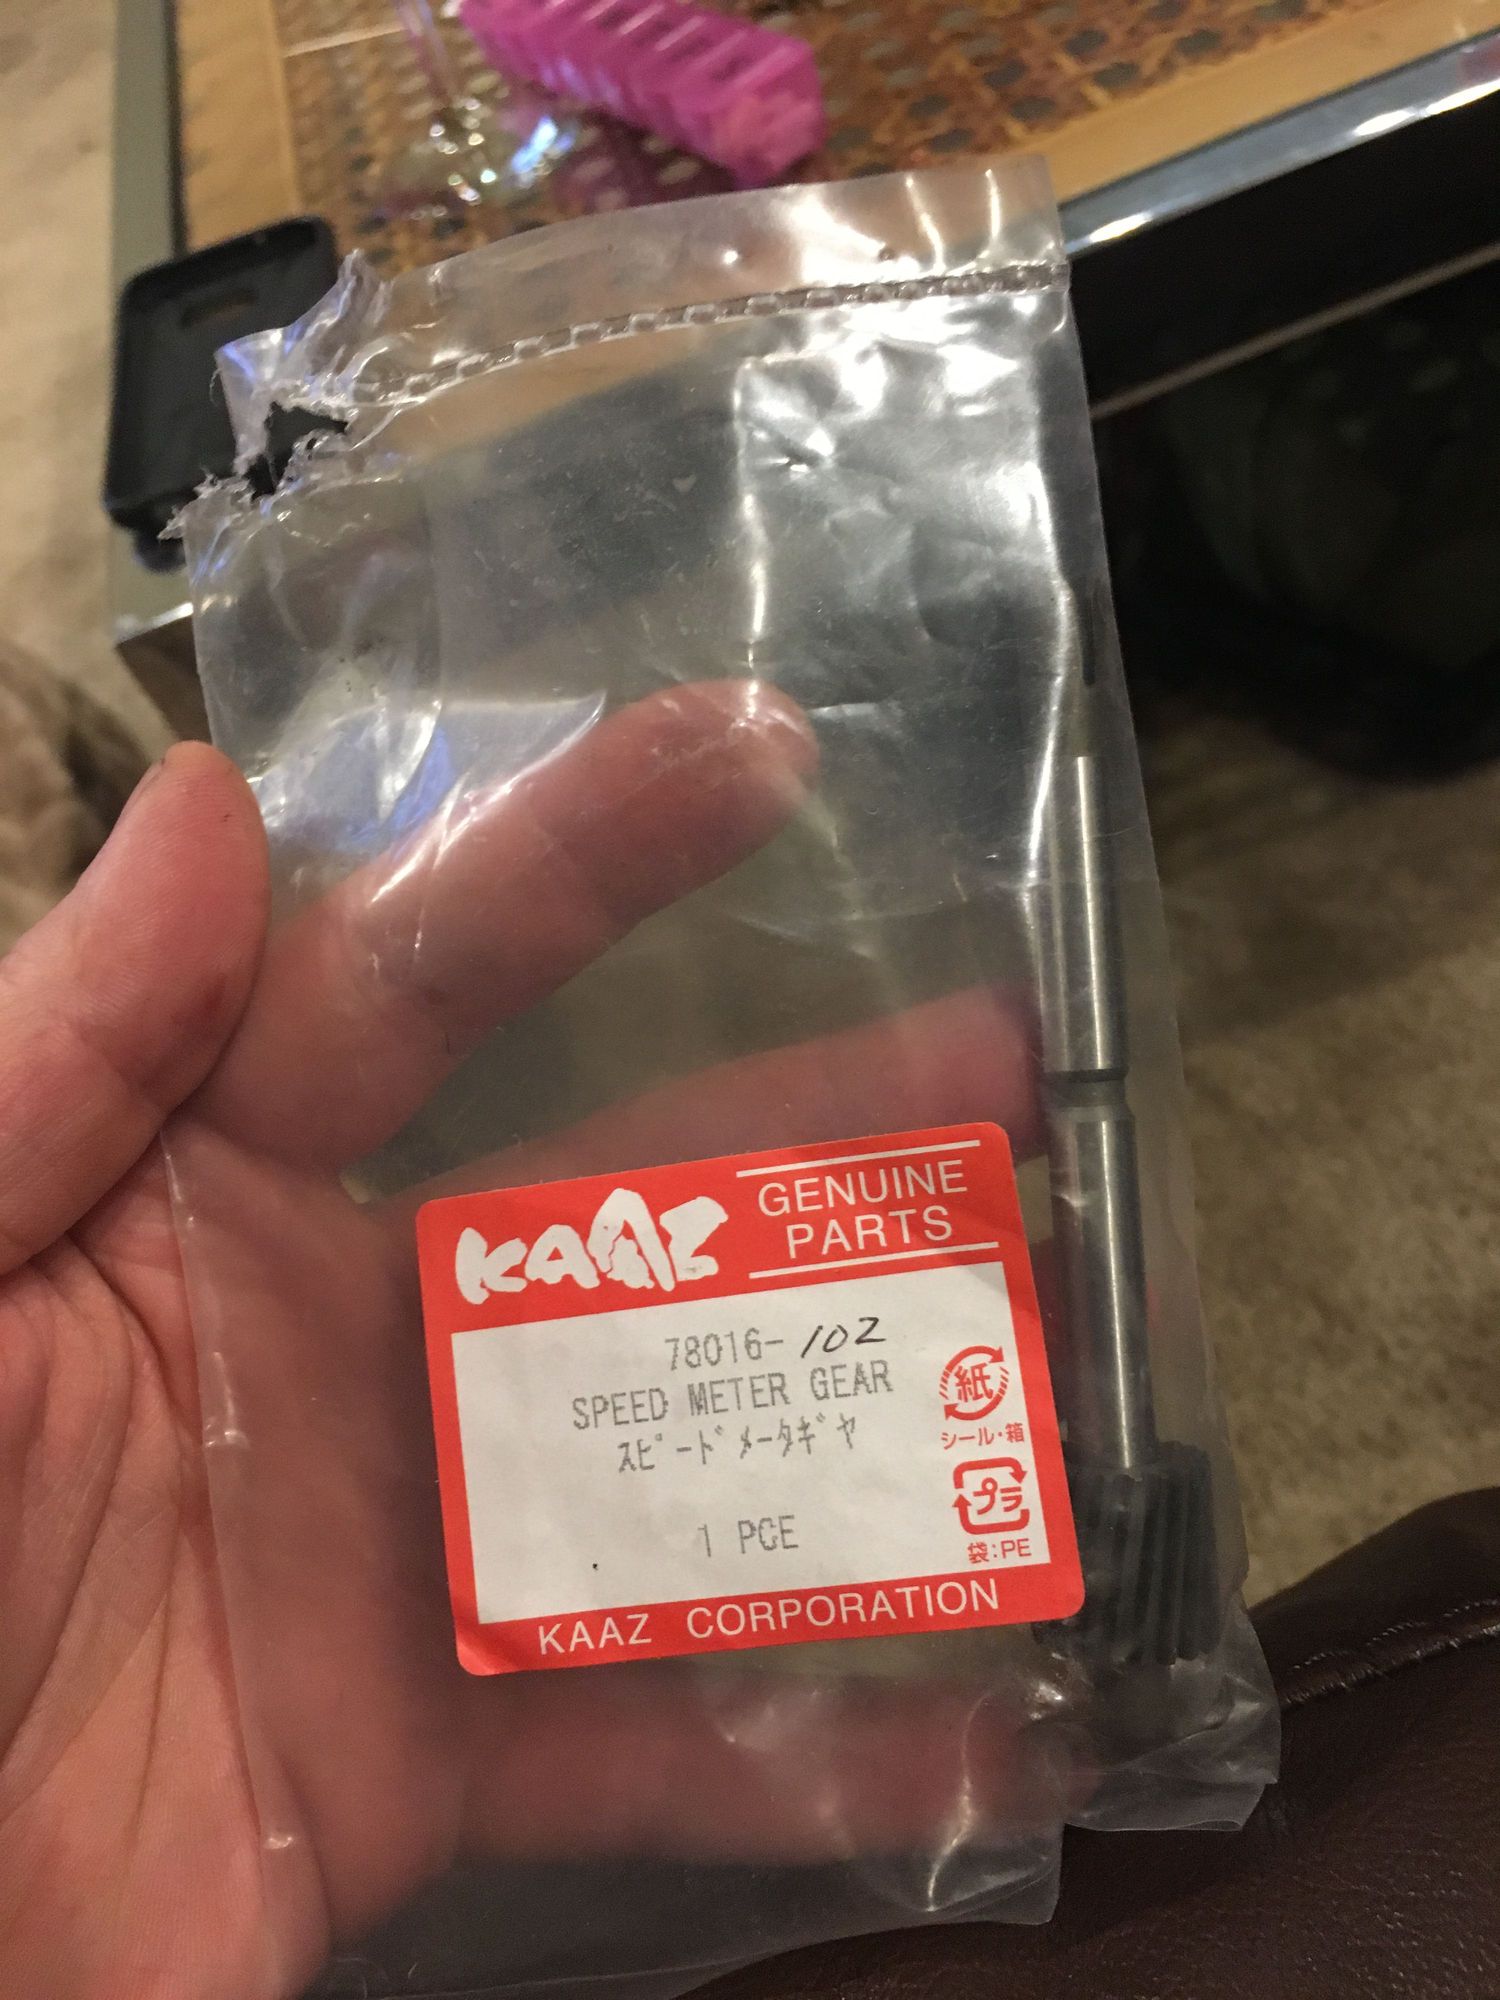 KAAZ
GENUINE
PARTS
78016-102
SPEED METER GEAR
スピードメータギヤ
1 PCE
紙
シール・箱
プラ
袋:PE
KAAZ CORPORATION